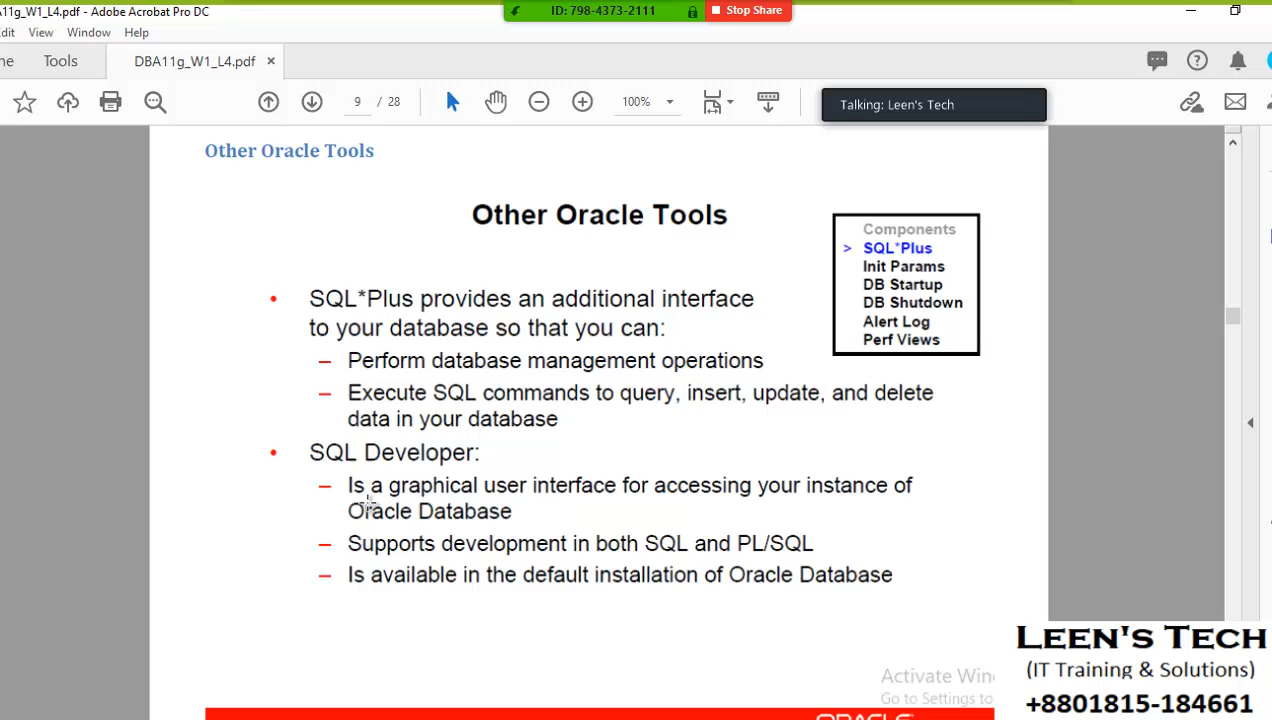 11g_W1_L4.pdf - Adobe Acrobat Pro DC
ID: 798-4373-2111
Stop Share
dit View Window Help
ne Tools DBA11g_W1_L4.pdf ×
9 / 28
100%
Talking: Leen's Tech
Other Oracle Tools
Other Oracle Tools
Components
> SQL*Plus
Init Params
DB Startup
DB Shutdown
Alert Log
Perf Views
• SQL*Plus provides an additional interface
to your database so that you can:
– Perform database management operations
– Execute SQL commands to query, insert, update, and delete
data in your database
• SQL Developer:
– Is a graphical user interface for accessing your instance of
Oracle Database
– Supports development in both SQL and PL/SQL
– Is available in the default installation of Oracle Database
Activate Win
Go to Settings to
ORACLE
LEEN'S TECH
(IT Training & Solutions)
+8801815-184661